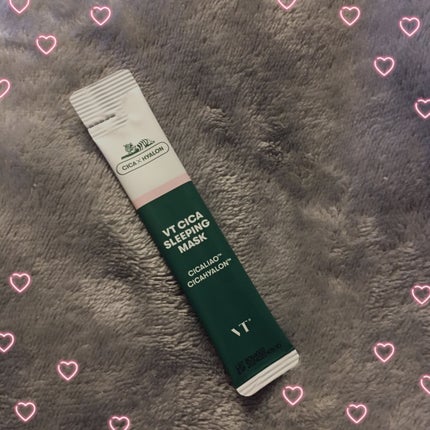 CICA × HYALON
VT CICA
SLEEPING
MASK
CICALIAO™
CICAHYALON™
VT®